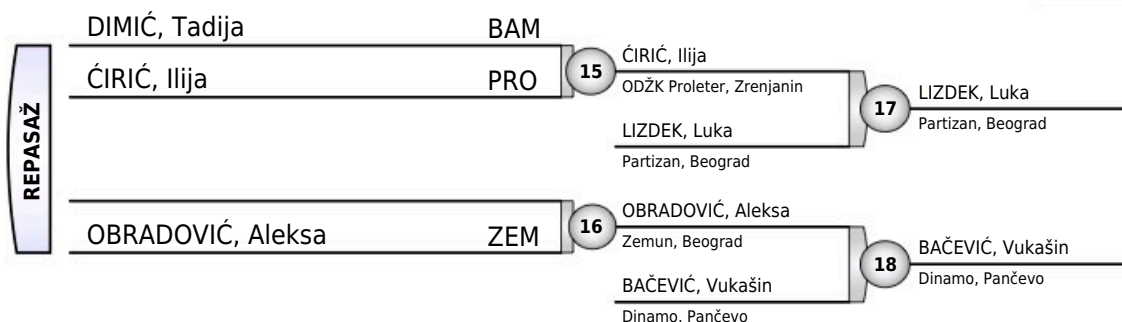 REPASAŽ
DIMIĆ, Tadija BAM
ĆIRIĆ, Ilija PRO
15
ĆIRIĆ, Ilija
ODŽK Proleter, Zrenjanin
LIZDEK, Luka
Partizan, Beograd
17
LIZDEK, Luka
Partizan, Beograd
OBRADOVIĆ, Aleksa ZEM
16
OBRADOVIĆ, Aleksa
Zemun, Beograd
BAČEVIĆ, Vukašin
Dinamo, Pančevo
18
BAČEVIĆ, Vukašin
Dinamo, Pančevo